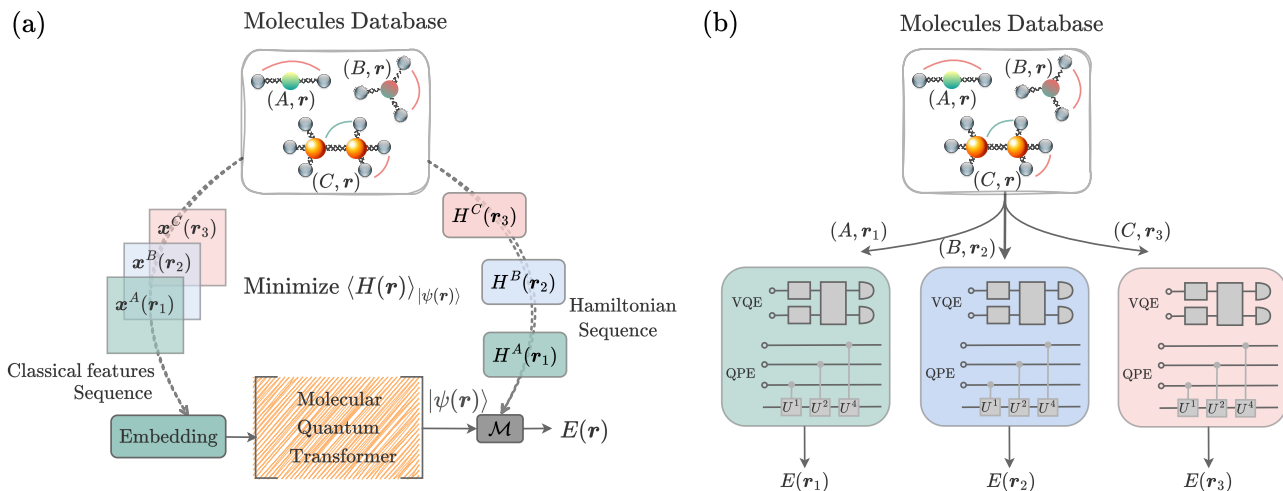 (a)
Molecules Database
(A, r)
(B, r)
(C, r)
x^C(r_3)
x^B(r_2)
x^A(r_1)
Classical features
Sequence
Minimize ⟨H(r)⟩_{|ψ(r)⟩}
H^C(r_3)
H^B(r_2)
H^A(r_1)
Hamiltonian
Sequence
Embedding
Molecular
Quantum
Transformer
|ψ(r)⟩
M
E(r)
(b)
Molecules Database
(A, r)
(B, r)
(C, r)
(A, r_1)
(B, r_2)
(C, r_3)
VQE
QPE
U^1 U^2 U^4
E(r_1)
VQE
QPE
U^1 U^2 U^4
E(r_2)
VQE
QPE
U^1 U^2 U^4
E(r_3)